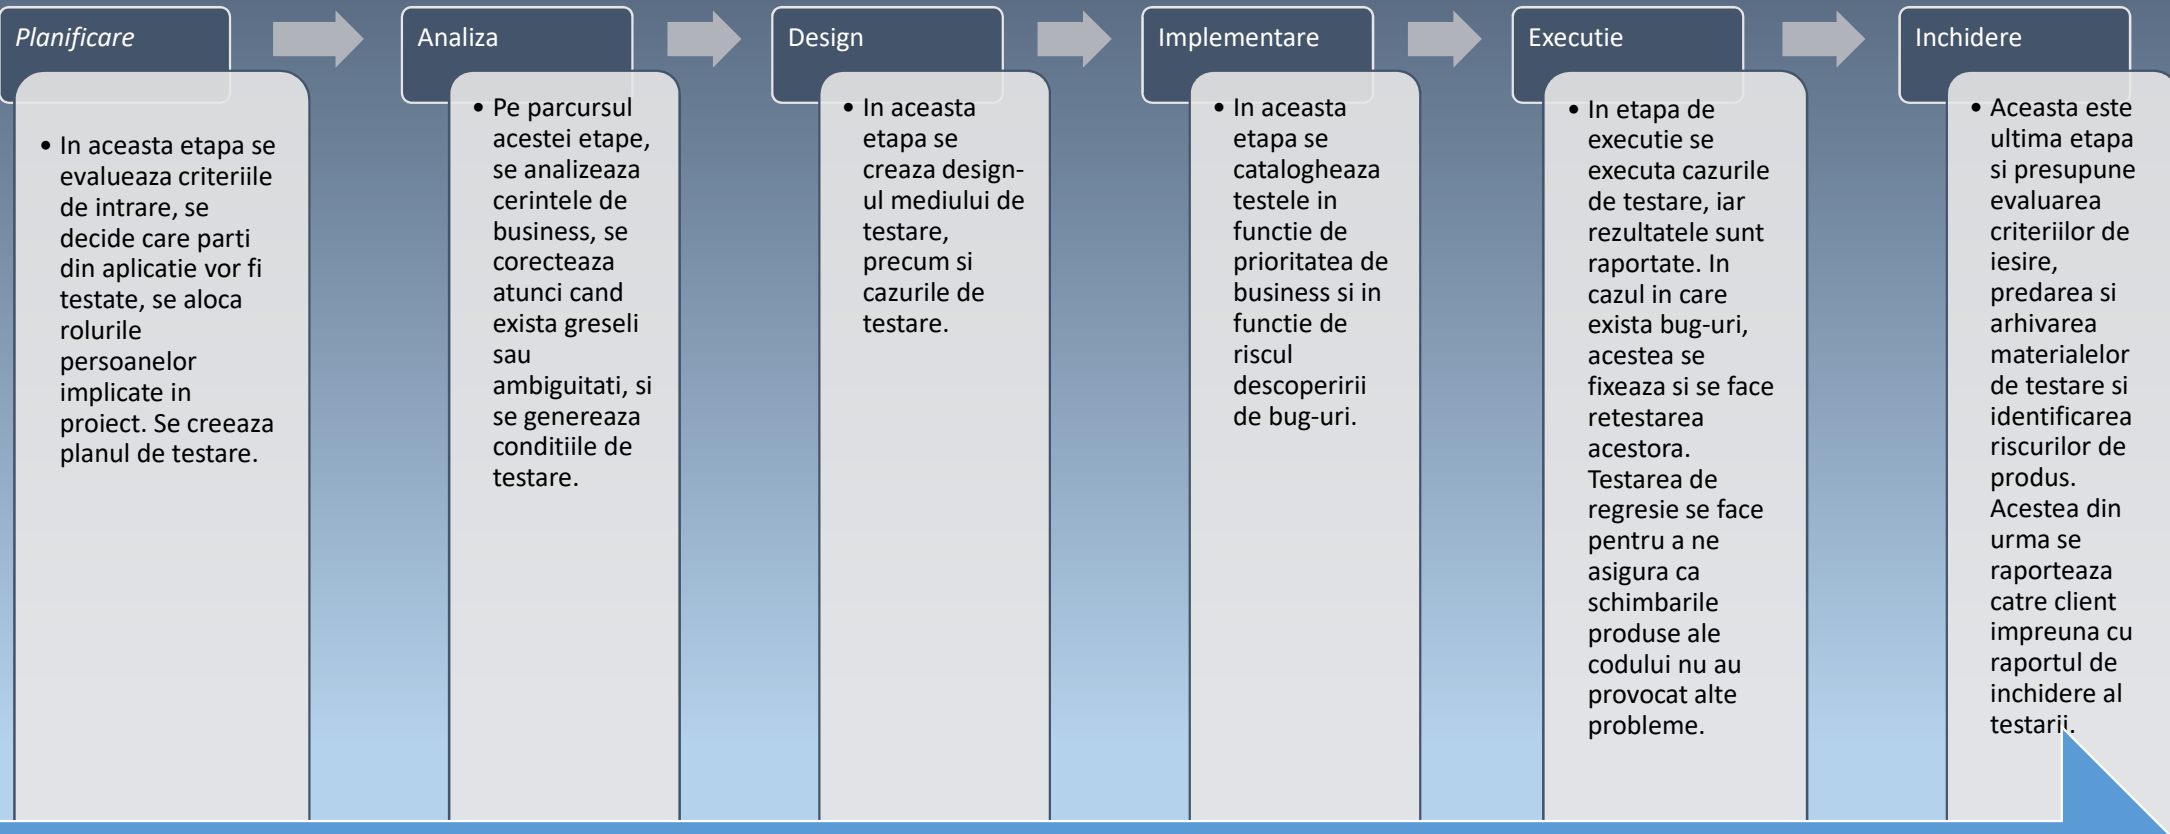 Planificare
• In aceasta etapa se
evalueaza criteriile
de intrare, se
decide care parti
din aplicatie vor fi
testate, se aloca
rolurile
persoanelor
implicate in
proiect. Se creeaza
planul de testare.
Analiza
• Pe parcursul
acestei etape,
se analizeaza
cerintele de
business, se
corecteaza
atunci cand
exista greseli
sau
ambiguitati, si
se genereaza
conditiile de
testare.
Design
• In aceasta
etapa se
creaza design-
ul mediului de
testare,
precum si
cazurile de
testare.
Implementare
• In aceasta
etapa se
catalogheaza
testele in
functie de
prioritatea de
business si in
functie de
riscul
descoperirii
de bug-uri.
Executie
• In etapa de
executie se
executa cazurile
de testare, iar
rezultatele sunt
raportate. In
cazul in care
exista bug-uri,
acestea se
fixeaza si se face
retestarea
acestora.
Testarea de
regresie se face
pentru a ne
asigura ca
schimbarile
produse ale
codului nu au
provocat alte
probleme.
Inchidere
• Aceasta este
ultima etapa
si presupune
evaluarea
criteriilor de
iesire,
predarea si
arhivarea
materialelor
de testare si
identificarea
riscurilor de
produs.
Acestea din
urma se
raporteaza
catre client
impreuna cu
raportul de
inchidere al
testarii.